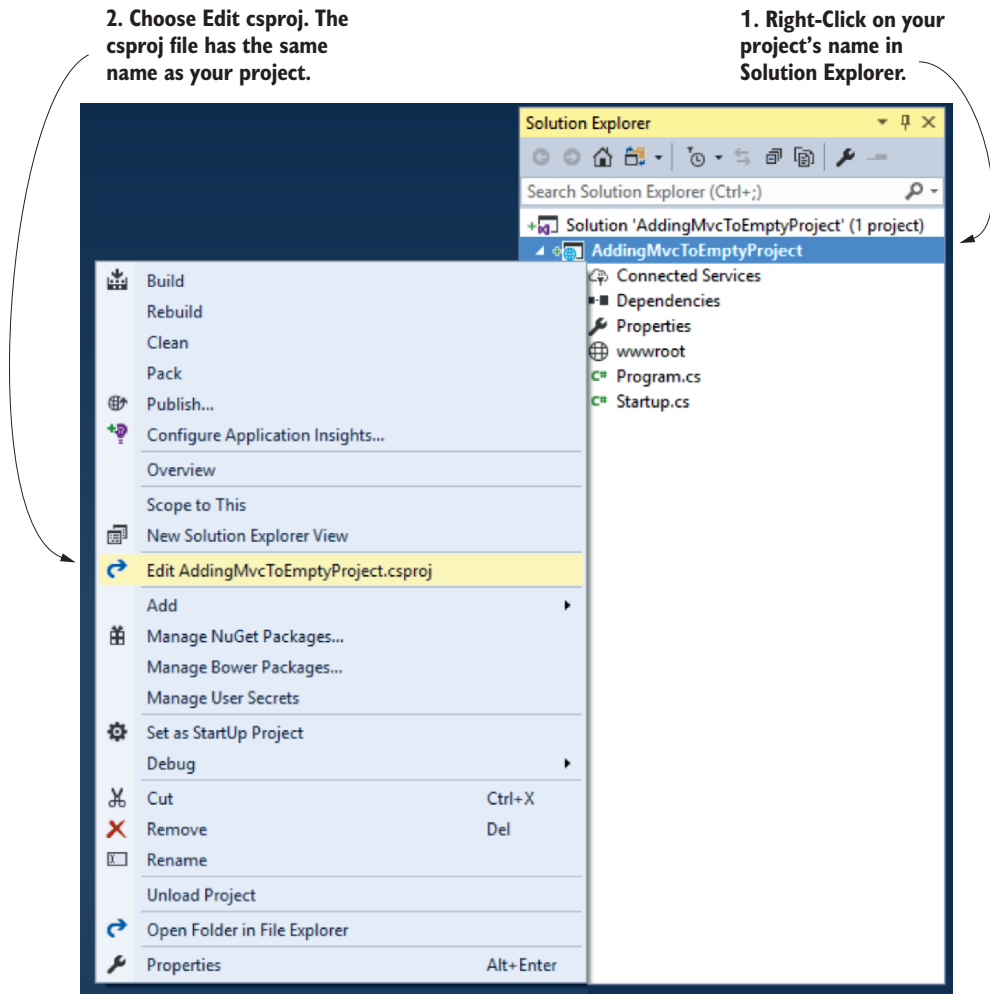 2. Choose Edit csproj. The
csproj file has the same
name as your project.
1. Right-Click on your
project's name in
Solution Explorer.
Solution Explorer
Search Solution Explorer (Ctrl+;)
Solution 'AddingMvcToEmptyProject' (1 project)
AddingMvcToEmptyProject
Connected Services
Dependencies
Properties
wwwroot
C# Program.cs
C# Startup.cs
Build
Rebuild
Clean
Pack
Publish...
Configure Application Insights...
Overview
Scope to This
New Solution Explorer View
Edit AddingMvcToEmptyProject.csproj
Add
Manage NuGet Packages...
Manage Bower Packages...
Manage User Secrets
Set as StartUp Project
Debug
Cut Ctrl+X
Remove Del
Rename
Unload Project
Open Folder in File Explorer
Properties Alt+Enter